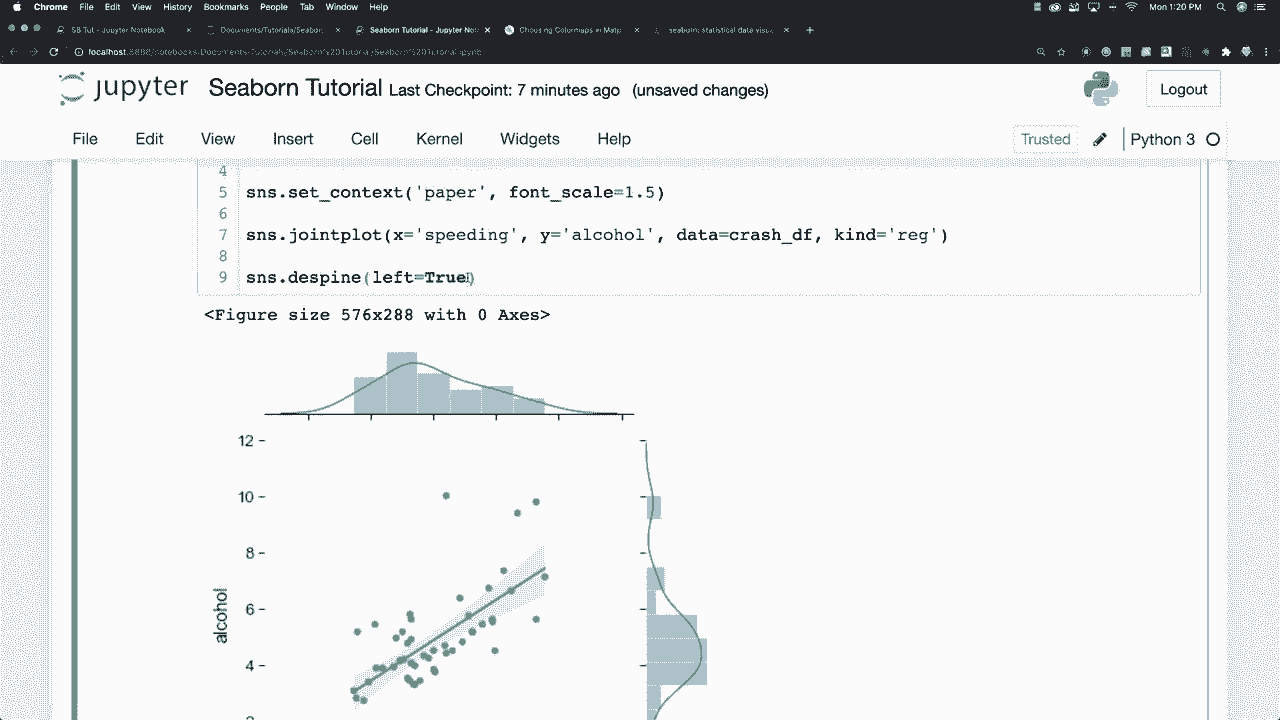 Chrome File Edit View History Bookmarks People Tab Window Help
Mon 1:20 PM
SB Tut - Jupyter Notebook
Documents/Tutorials/Seaborn
Seaborn Tutorial - Jupyter Not
Choosing Colormaps in Matp
seaborn: statistical data visu
localhost:8888/notebooks/Documents/Tutorials/Seaborn%20Tutorial/Seaborn%20Tutorial.ipynb
jupyter Seaborn Tutorial Last Checkpoint: 7 minutes ago (unsaved changes)
Logout
File Edit View Insert Cell Kernel Widgets Help
Trusted
Python 3
4
5 sns.set_context('paper', font_scale=1.5)
6
7 sns.jointplot(x='speeding', y='alcohol', data=crash_df, kind='reg')
8
9 sns.despine(left=True)
<Figure size 576x288 with 0 Axes>
12
10
8
6
4
alcohol